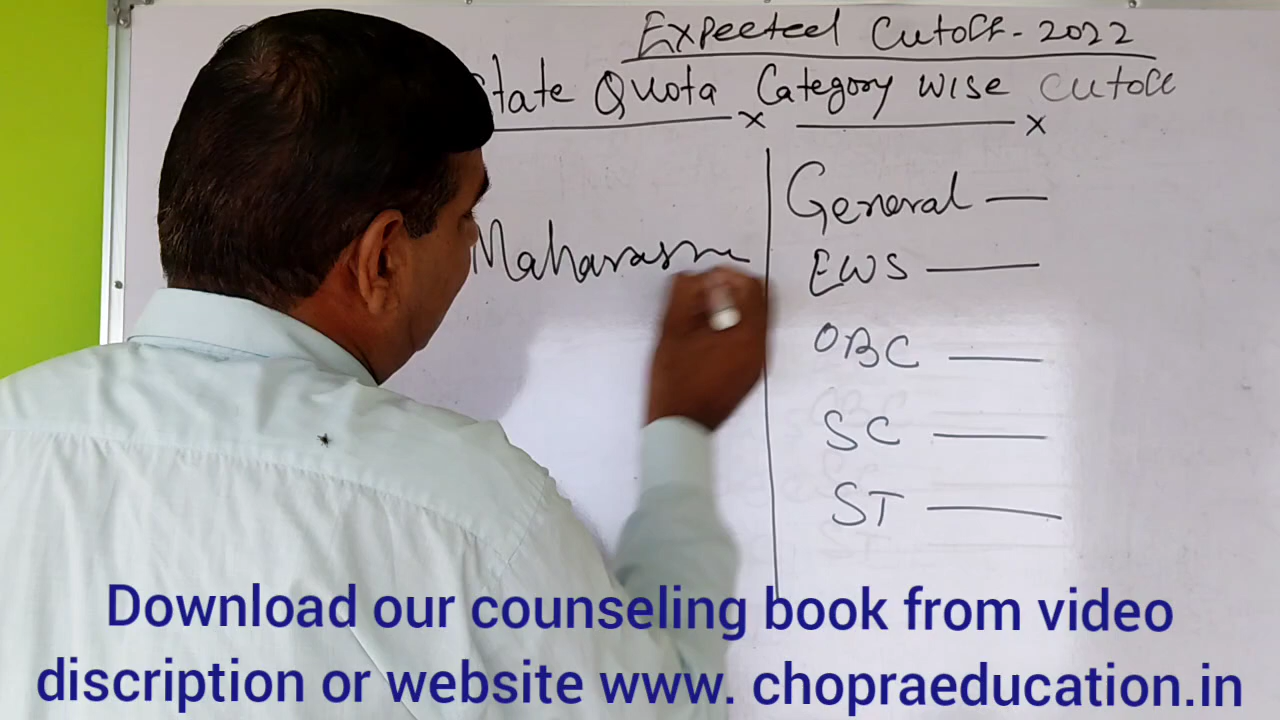 Expected Cutoff - 2022
State Quota Category wise cutoff
x x
General —
Maharashtra
EWS —
OBC —
SC —
ST —
Download our counseling book from video
discription or website www. chopraeducation.in